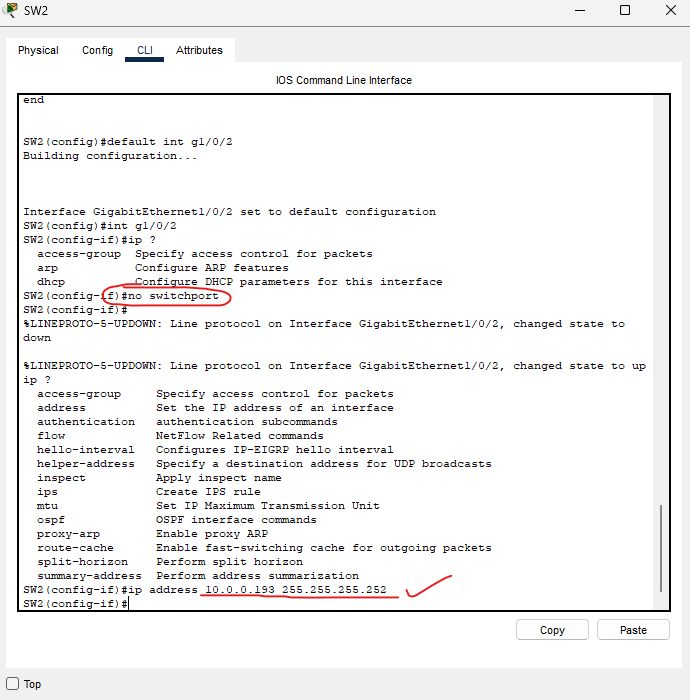 SW2
Physical Config CLI Attributes
IOS Command Line Interface
end
SW2(config)#default int g1/0/2
Building configuration...
Interface GigabitEthernet1/0/2 set to default configuration
SW2(config)#int g1/0/2
SW2(config-if)#ip ?
access-group Specify access control for packets
arp Configure ARP features
dhcp Configure DHCP parameters for this interface
SW2(config-if)#no switchport
SW2(config-if)#
%LINEPROTO-5-UPDOWN: Line protocol on Interface GigabitEthernet1/0/2, changed state to
down
%LINEPROTO-5-UPDOWN: Line protocol on Interface GigabitEthernet1/0/2, changed state to up
ip ?
access-group Specify access control for packets
address Set the IP address of an interface
authentication authentication subcommands
flow NetFlow Related commands
hello-interval Configures IP-EIGRP hello interval
helper-address Specify a destination address for UDP broadcasts
inspect Apply inspect name
ips Create IPS rule
mtu Set IP Maximum Transmission Unit
ospf OSPF interface commands
proxy-arp Enable proxy ARP
route-cache Enable fast-switching cache for outgoing packets
split-horizon Perform split horizon
summary-address Perform address summarization
SW2(config-if)#ip address 10.0.0.193 255.255.255.252
SW2(config-if)#
Copy Paste
Top